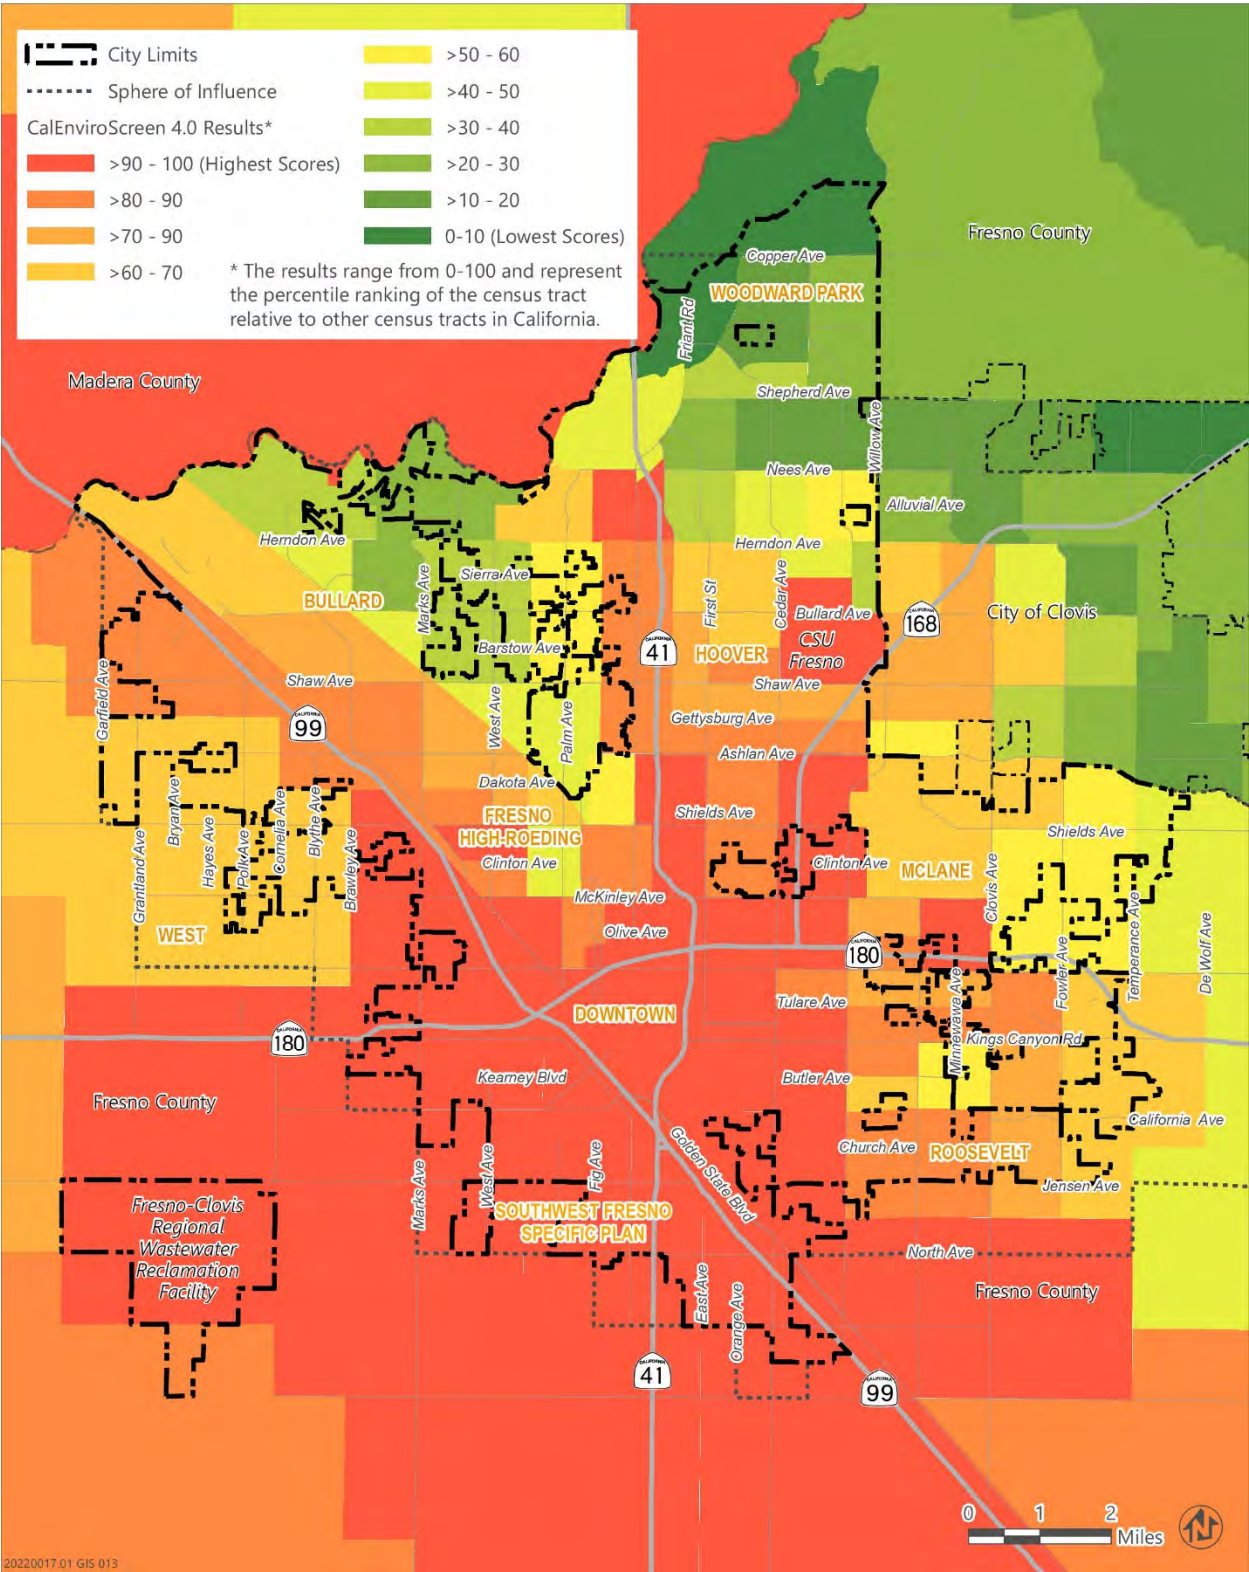 City Limits
Sphere of Influence
CalEnviroScreen 4.0 Results*
>90 - 100 (Highest Scores)
>80 - 90
>70 - 90
>60 - 70
>50 - 60
>40 - 50
>30 - 40
>20 - 30
>10 - 20
0-10 (Lowest Scores)
* The results range from 0-100 and represent
the percentile ranking of the census tract
relative to other census tracts in California.
Fresno County
Copper Ave
WOODWARD PARK
Friant Rd
Madera County
Shepherd Ave
Willow Ave
Nees Ave
Alluvial Ave
Herndon Ave
Herndon Ave
Sierra Ave
Marks Ave
BULLARD
First St
Cedar Ave
Bullard Ave
CALIFORNIA
168
City of Clovis
CALIFORNIA
41
HOOVER
CSU
Fresno
Barstow Ave
Shaw Ave
Shaw Ave
Garfield Ave
CALIFORNIA
99
West Ave
Palm Ave
Gettysburg Ave
Ashlan Ave
Dakota Ave
FRESNO
HIGH-ROEDING
Shields Ave
Shields Ave
Bryan Ave
Hayes Ave
Polk Ave
Cornelia Ave
Blythe Ave
Brawley Ave
Grantland Ave
Clinton Ave
Clinton Ave
MCLANE
Clovis Ave
McKinley Ave
WEST
Olive Ave
CALIFORNIA
180
Fowler Ave
Temperance Ave
De Wolf Ave
DOWNTOWN
Tulare Ave
Minnewawa Ave
Kings Canyon Rd
CALIFORNIA
180
Kearney Blvd
Butler Ave
Fresno County
California Ave
Church Ave
ROOSEVELT
Golden State Blvd
Fig Ave
Marks Ave
West Ave
Jensen Ave
Fresno-Clovis
Regional
Wastewater
Reclamation
Facility
SOUTHWEST FRESNO
SPECIFIC PLAN
North Ave
East Ave
Orange Ave
Fresno County
CALIFORNIA
41
CALIFORNIA
99
0 1 2
Miles
N
20220017.01 GIS 013